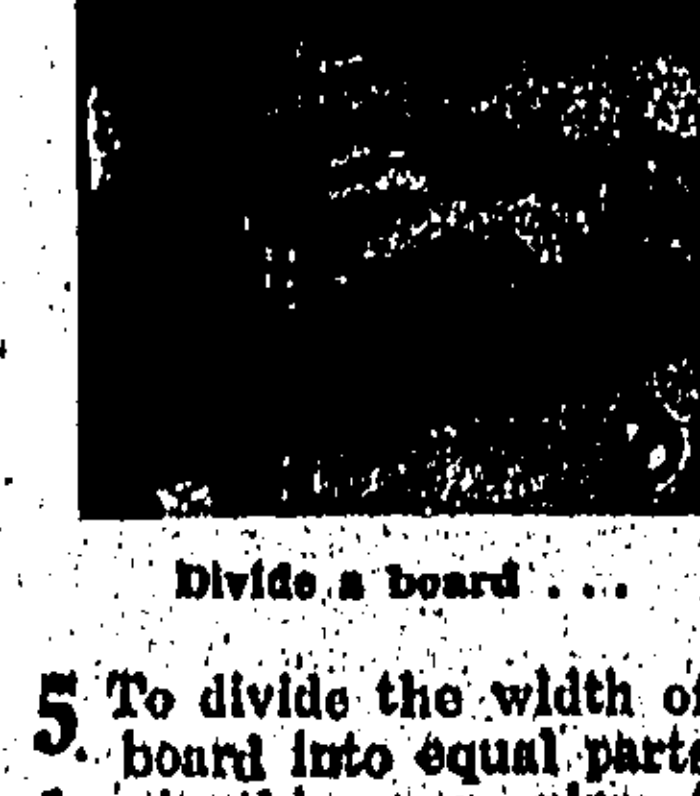 Divide a board . . .
5. To divide the width of
board into equal parts